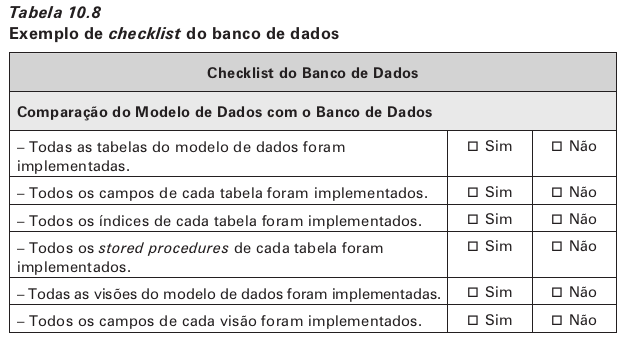 Tabela 10.8
Exemplo de checklist do banco de dados
Checklist do Banco de Dados
Comparação do Modelo de Dados com o Banco de Dados
– Todas as tabelas do modelo de dados foram
implementadas.
□ Sim
□ Não
– Todos os campos de cada tabela foram implementados.
□ Sim
□ Não
– Todos os índices de cada tabela foram implementados.
□ Sim
□ Não
– Todos os stored procedures de cada tabela foram
implementados.
□ Sim
□ Não
– Todas as visões do modelo de dados foram implementadas.
□ Sim
□ Não
– Todos os campos de cada visão foram implementados.
□ Sim
□ Não